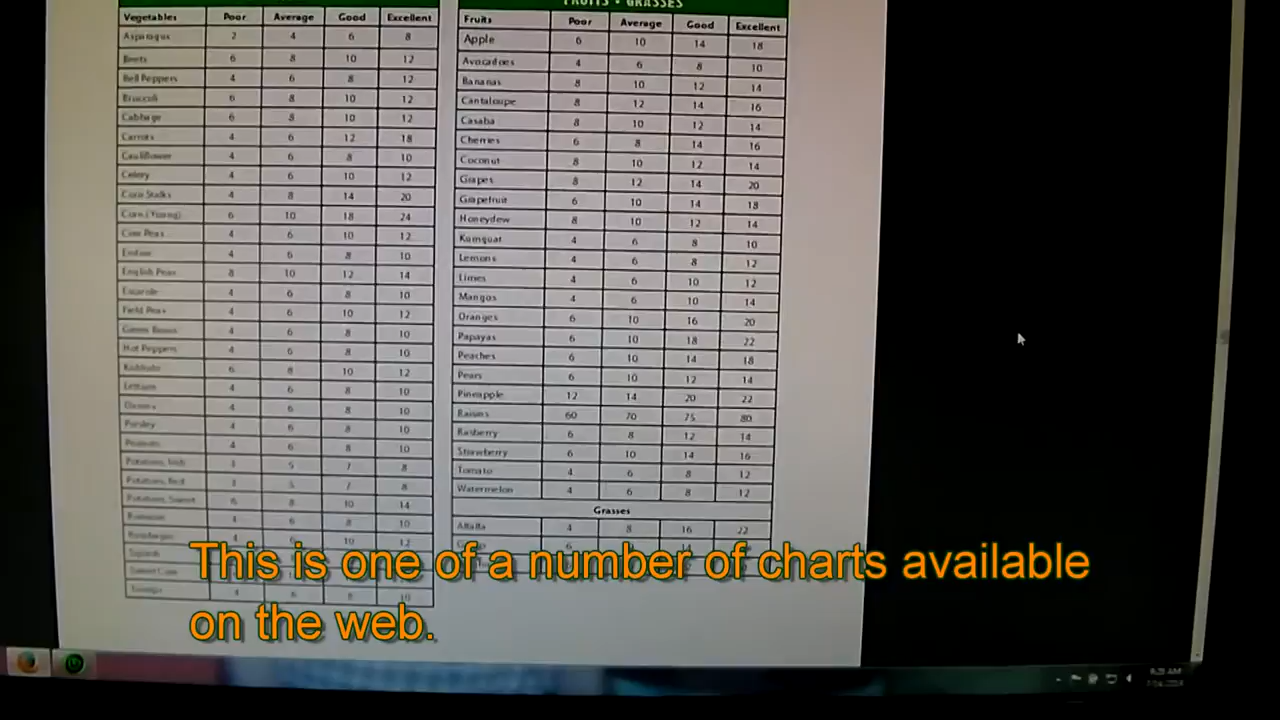 FRUITS • GRASSES
Vegetables Poor Average Good Excellent
Asparagus 2 4 6 8
Beets 6 8 10 12
Bell Peppers 4 6 8 12
Broccoli 6 8 10 12
Cabbage 6 8 10 12
Carrots 4 6 12 18
Cauliflower 4 6 8 10
Celery 4 6 10 12
Corn Stalks 4 8 14 20
Corn (Young) 6 10 18 24
Cow Peas 4 6 10 12
Endive 4 6 8 10
English Peas 8 10 12 14
Escarole 4 6 8 10
Field Peas 4 6 10 12
Green Beans 4 6 8 10
Hot Peppers 4 6 8 10
Kohlrabi 6 8 10 12
Lettuce 4 6 8 10
Onions 4 6 8 10
Parsley 4 6 8 10
Peanuts 4 6 8 10
Potatoes, Irish 3 5 7 8
Potatoes, Red 3 5 7 8
Potatoes, Sweet 6 8 10 14
Romaine 4 6 8 10
Rutabagas 4 6 10 12
Squash
Sweet Corn
Turnips 4 6 8 10
Fruits Poor Average Good Excellent
Apple 6 10 14 18
Avocadoes 4 6 8 10
Bananas 8 10 12 14
Cantaloupe 8 12 14 16
Casaba 8 10 12 14
Cherries 6 8 14 16
Coconut 8 10 12 14
Grapes 8 12 14 20
Grapefruit 6 10 14 18
Honeydew 8 10 12 14
Kumquat 4 6 8 10
Lemons 4 6 8 12
Limes 4 6 10 12
Mangos 4 6 10 14
Oranges 6 10 16 20
Papayas 6 10 18 22
Peaches 6 10 14 18
Pears 6 10 12 14
Pineapple 12 14 20 22
Raisins 60 70 75 80
Rasberry 6 8 12 14
Strawberry 6 10 14 16
Tomato 4 6 8 12
Watermelon 4 6 8 12
Grasses
Alfalfa 4 8 16 22
This is one of a number of charts available
on the web.